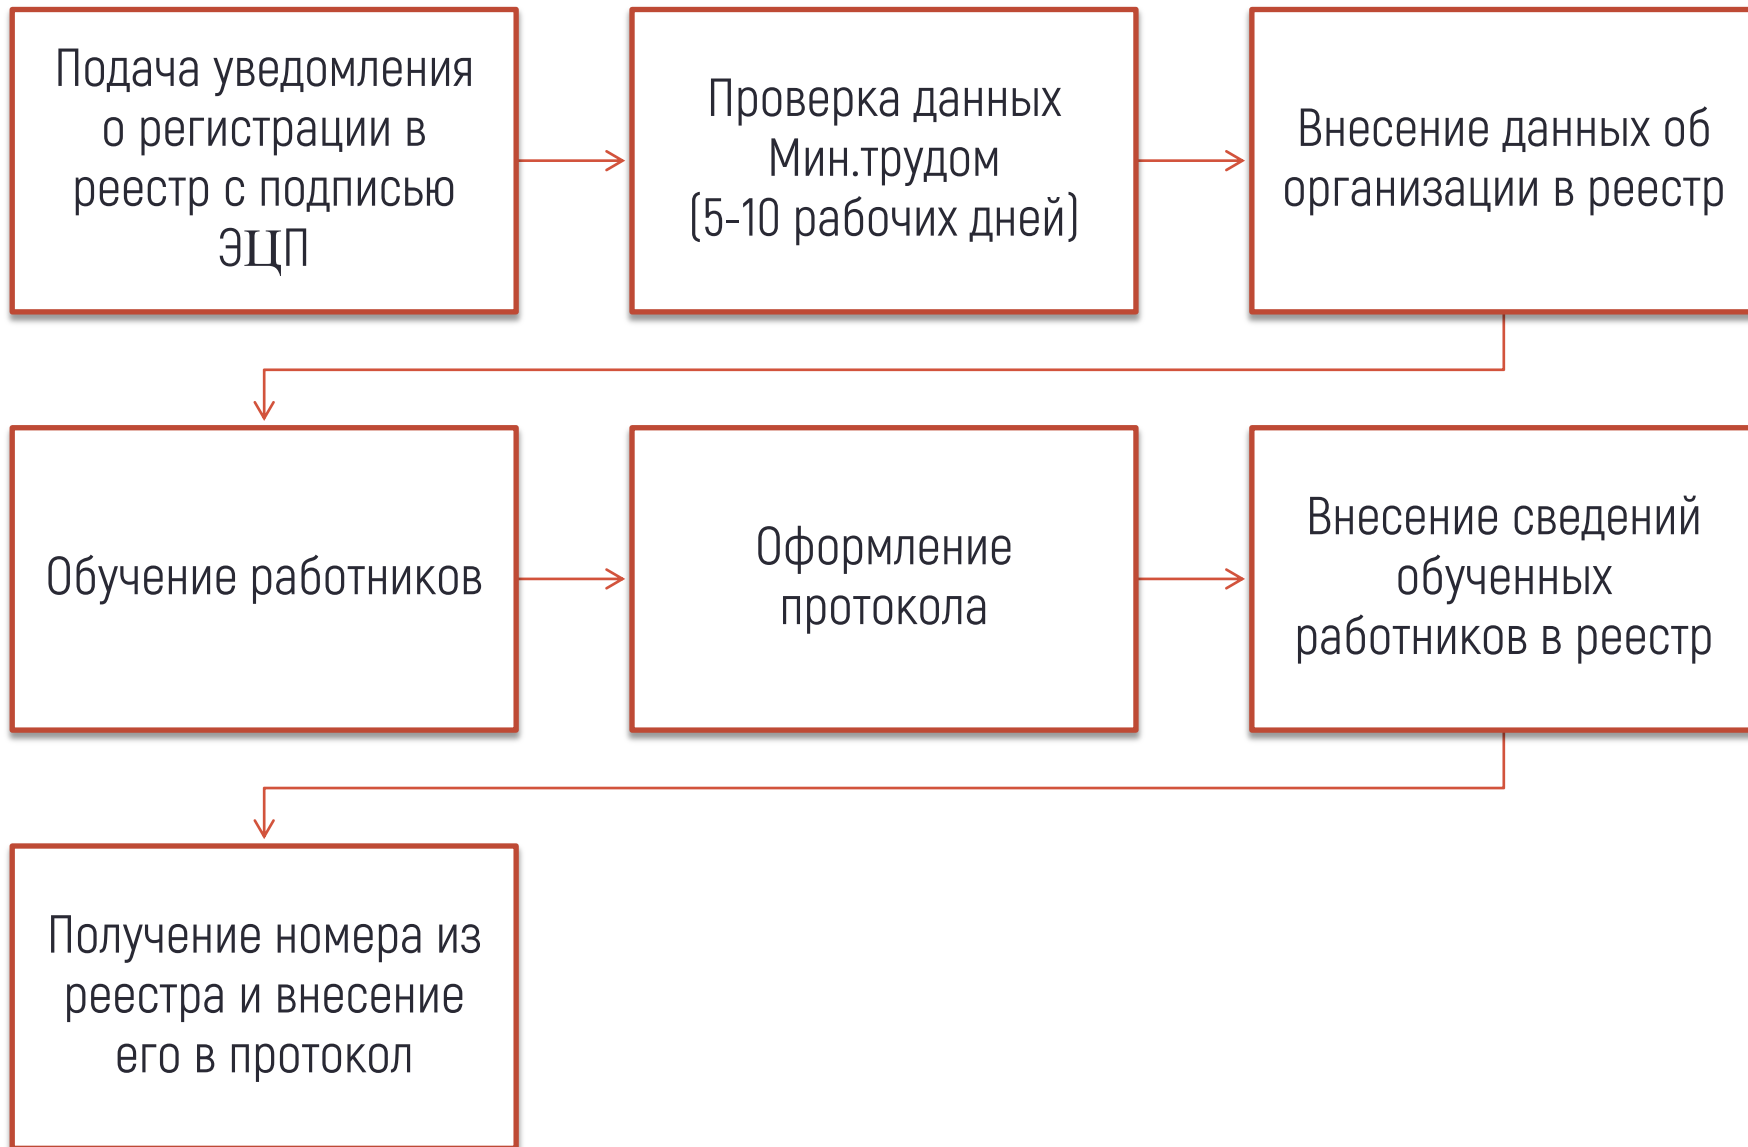 Подача уведомления
о регистрации в
реестр с подписью
ЭЦП
Проверка данных
Мин.трудом
(5-10 рабочих дней)
Внесение данных об
организации в реестр
Обучение работников
Оформление
протокола
Внесение сведений
обученных
работников в реестр
Получение номера из
реестра и внесение
его в протокол